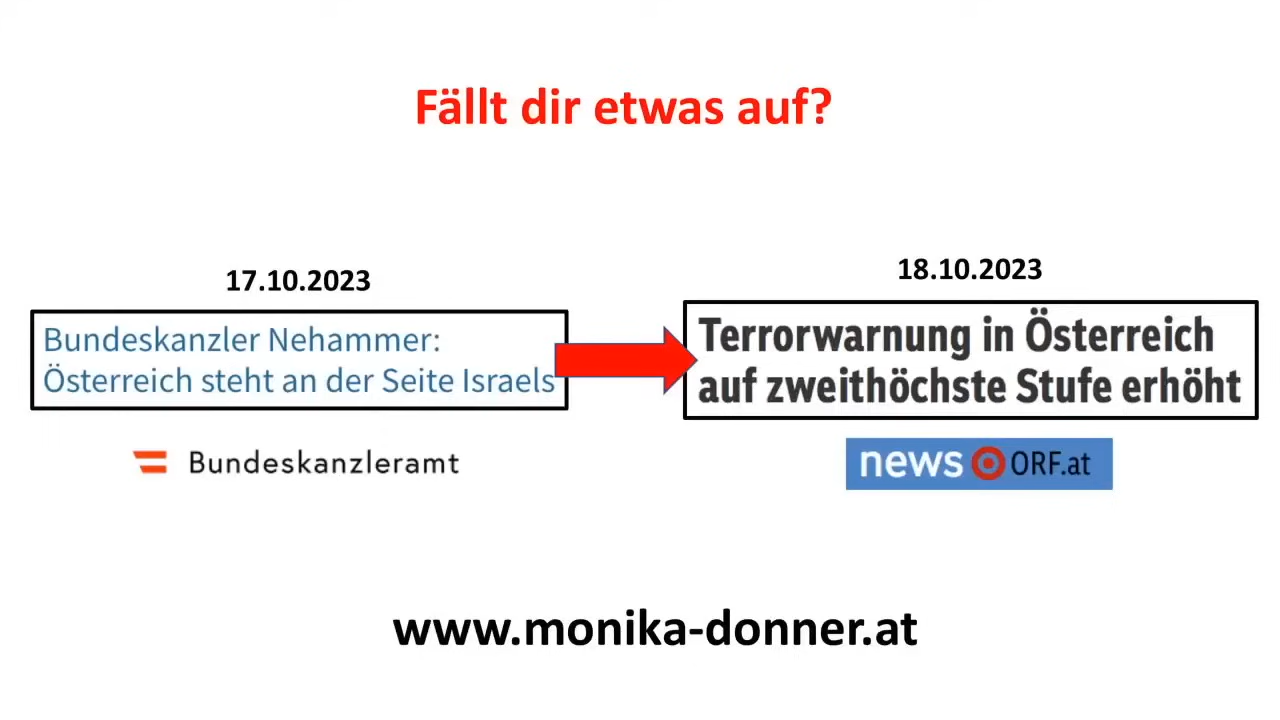 Fällt dir etwas auf?
17.10.2023
Bundeskanzler Nehammer:
Österreich steht an der Seite Israels
Bundeskanzleramt
18.10.2023
Terrorwarnung in Österreich
auf zweithöchste Stufe erhöht
news ORF.at
www.monika-donner.at